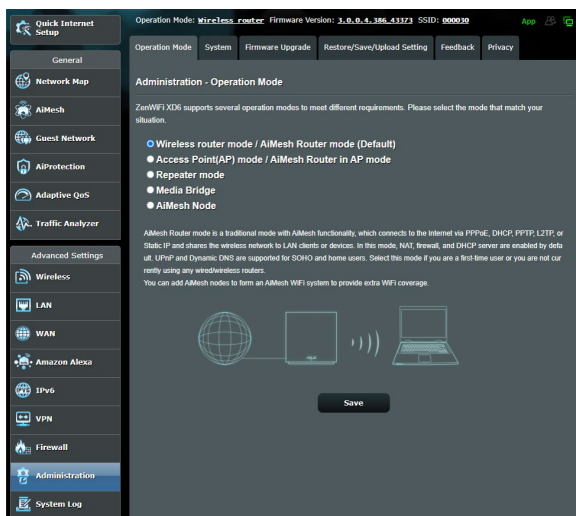 Quick Internet
Setup
Operation Mode: Wireless router Firmware Version: 3.0.0.4.386_43373 SSID: 000030
App
Operation Mode System Firmware Upgrade Restore/Save/Upload Setting Feedback Privacy
General
Network Map
AiMesh
Guest Network
AiProtection
Adaptive QoS
Traffic Analyzer
Advanced Settings
Wireless
LAN
WAN
Amazon Alexa
IPv6
VPN
Firewall
Administration
System Log
Administration - Operation Mode
ZenWiFi XD6 supports several operation modes to meet different requirements. Please select the mode that match your
situation.
Wireless router mode / AiMesh Router mode (Default)
Access Point(AP) mode / AiMesh Router in AP mode
Repeater mode
Media Bridge
AiMesh Node
AiMesh Router mode is a traditional mode with AiMesh functionality, which connects to the Internet via PPPoE, DHCP, PPTP, L2TP, or
Static IP and shares the wireless network to LAN clients or devices. In this mode, NAT, firewall, and DHCP server are enabled by defa
ult. UPnP and Dynamic DNS are supported for SOHO and home users. Select this mode if you are a first-time user or you are not cur
rently using any wired/wireless routers.
You can add AiMesh nodes to form an AiMesh WiFi system to provide extra WiFi coverage.
Save